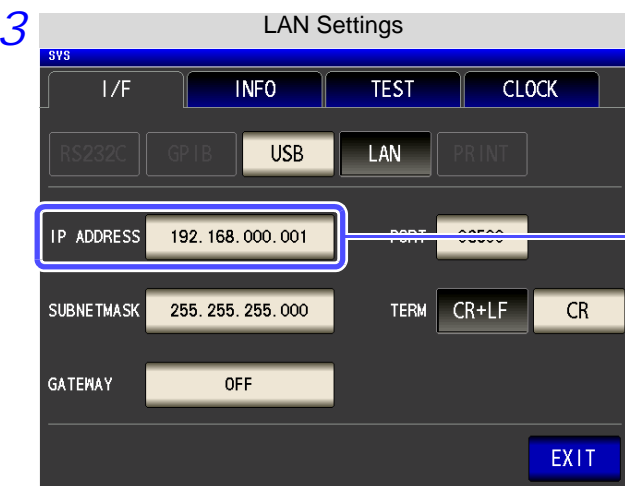 3
LAN Settings
SYS
I/F INFO TEST CLOCK
RS232C GPIB USB LAN PRINT
IP ADDRESS 192.168.000.001 PORT
SUBNETMASK 255.255.255.000 TERM CR+LF CR
GATEWAY OFF
EXIT